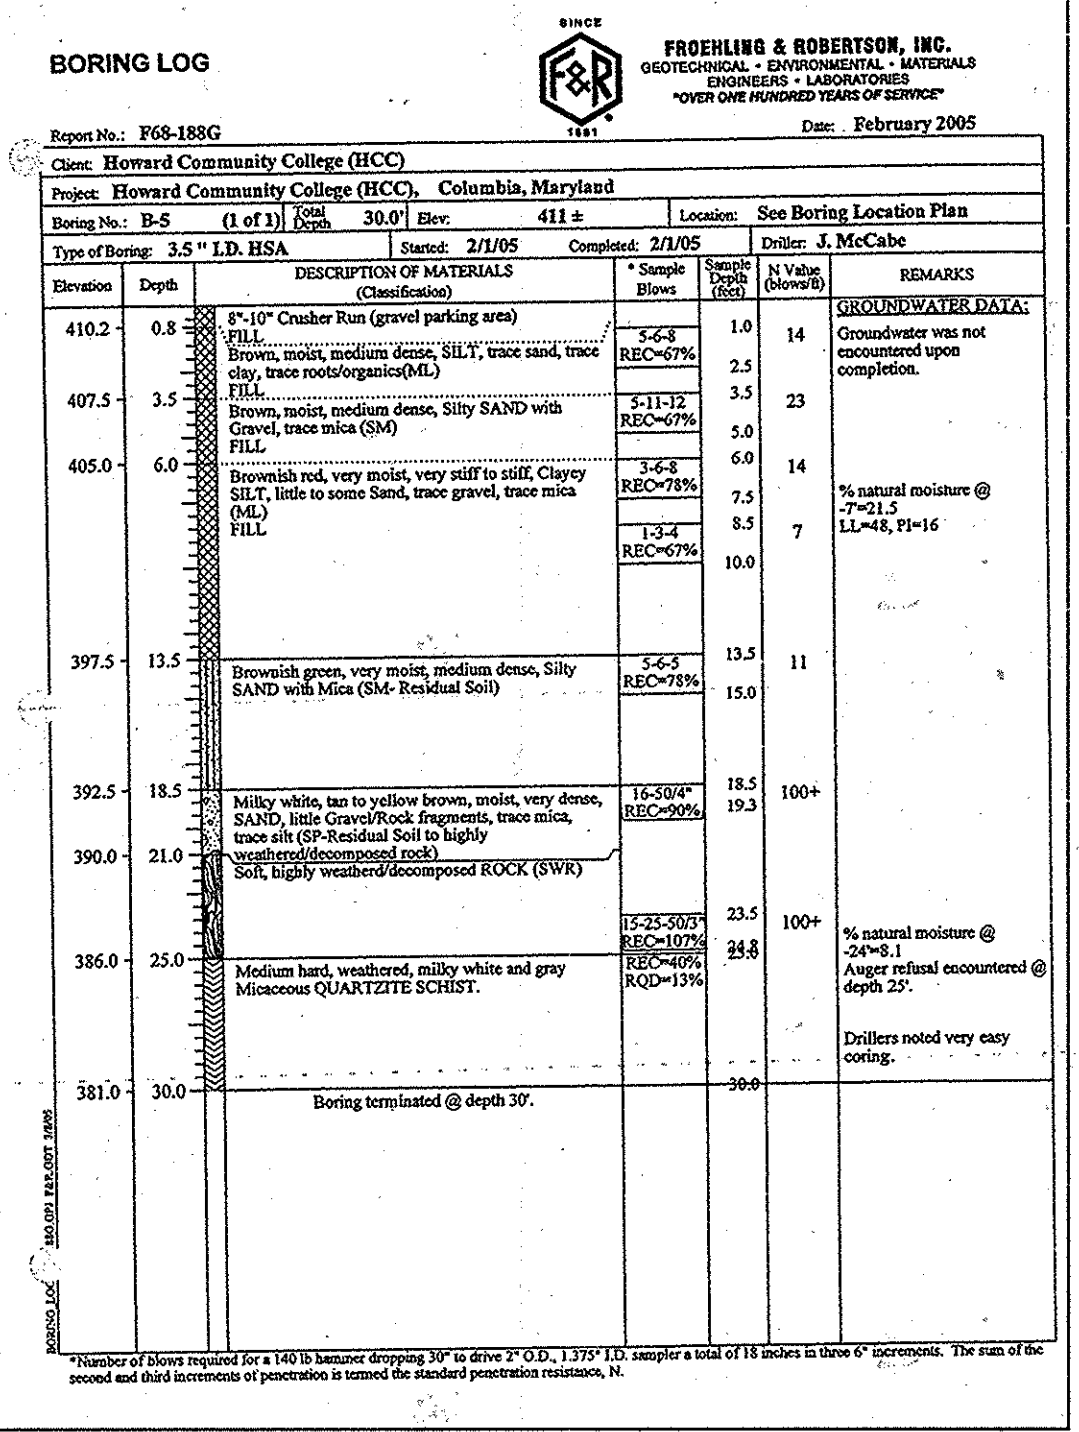 BORING LOG
SINCE
F&R
1881
FROEHLING & ROBERTSON, INC.
GEOTECHNICAL • ENVIRONMENTAL • MATERIALS
ENGINEERS • LABORATORIES
"OVER ONE HUNDRED YEARS OF SERVICE"
Report No.: F68-188G
Date: February 2005
Client: Howard Community College (HCC)
Project: Howard Community College (HCC), Columbia, Maryland
Boring No.: B-5 (1 of 1) Total Depth 30.0' Elev: 411 ± Location: See Boring Location Plan
Type of Boring: 3.5 " I.D. HSA Started: 2/1/05 Completed: 2/1/05 Driller: J. McCabe
Elevation Depth DESCRIPTION OF MATERIALS (Classification) * Sample Blows Sample Depth (feet) N Value (blows/ft) REMARKS
GROUNDWATER DATA:
8"-10" Crusher Run (gravel parking area)
410.2 0.8 FILL 5-6-8 1.0 14 Groundwater was not
Brown, moist, medium dense, SILT, trace sand, trace REC=67% encountered upon
clay, trace roots/organics(ML) 2.5 completion.
FILL
407.5 3.5 5-11-12 3.5 23
Brown, moist, medium dense, Silty SAND with REC=67%
Gravel, trace mica (SM) 5.0
FILL
405.0 6.0 3-6-8 6.0 14
Brownish red, very moist, very stiff to stiff, Clayey REC=78%
SILT, little to some Sand, trace gravel, trace mica 7.5 % natural moisture @
(ML) -7'=21.5
FILL 1-3-4 8.5 7 LL=48, PI=16
REC=67%
10.0
397.5 13.5 5-6-5 13.5 11
Brownish green, very moist, medium dense, Silty REC=78%
SAND with Mica (SM- Residual Soil) 15.0
392.5 18.5 16-50/4" 18.5 100+
Milky white, tan to yellow brown, moist, very dense, REC=90% 19.3
SAND, little Gravel/Rock fragments, trace mica,
trace silt (SP-Residual Soil to highly
390.0 21.0 weathered/decomposed rock)
Soft, highly weatherd/decomposed ROCK (SWR)
15-25-50/3" 23.5 100+
REC=107% 24.8 % natural moisture @
386.0 25.0 REC=40% 25.0 -24'=8.1
Medium hard, weathered, milky white and gray RQD=13% Auger refusal encountered @
Micaceous QUARTZITE SCHIST. depth 25'.
Drillers noted very easy
coring.
381.0 30.0 30.0
Boring terminated @ depth 30'.
BORING_LOC F&R.GDT 3/8/05
*Number of blows required for a 140 lb hammer dropping 30" to drive 2" O.D., 1.375" I.D. sampler a total of 18 inches in three 6" increments. The sum of the
second and third increments of penetration is termed the standard penetration resistance, N.